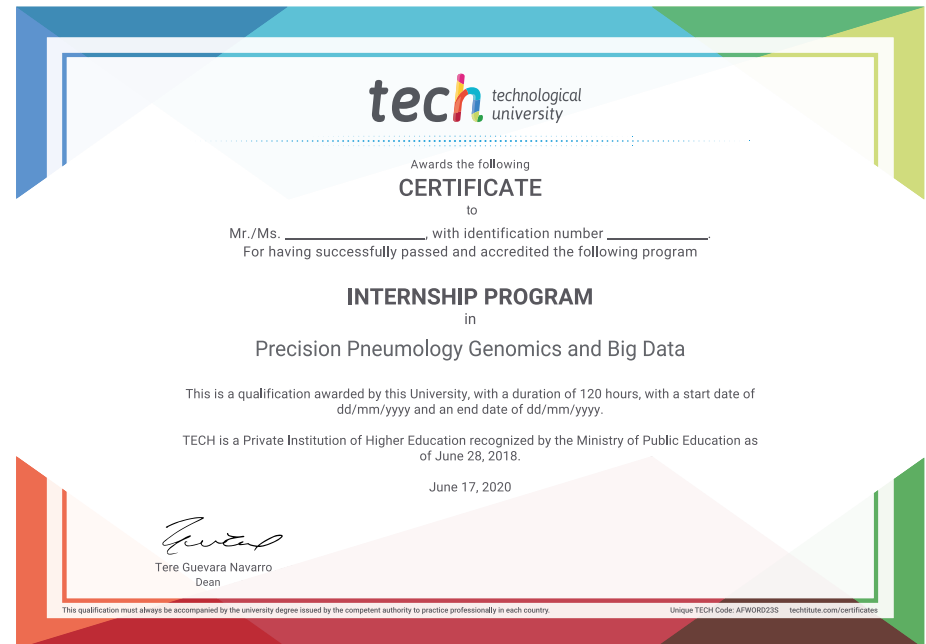 tech technological
university
Awards the following
CERTIFICATE
to
Mr./Ms. ____________________, with identification number ______________.
For having successfully passed and accredited the following program
INTERNSHIP PROGRAM
in
Precision Pneumology Genomics and Big Data
This is a qualification awarded by this University, with a duration of 120 hours, with a start date of
dd/mm/yyyy and an end date of dd/mm/yyyy.
TECH is a Private Institution of Higher Education recognized by the Ministry of Public Education as
of June 28, 2018.
June 17, 2020
Tere Guevara Navarro
Dean
This qualification must always be accompanied by the university degree issued by the competent authority to practice professionally in each country.
Unique TECH Code: AFWORD23S techtitute.com/certificates